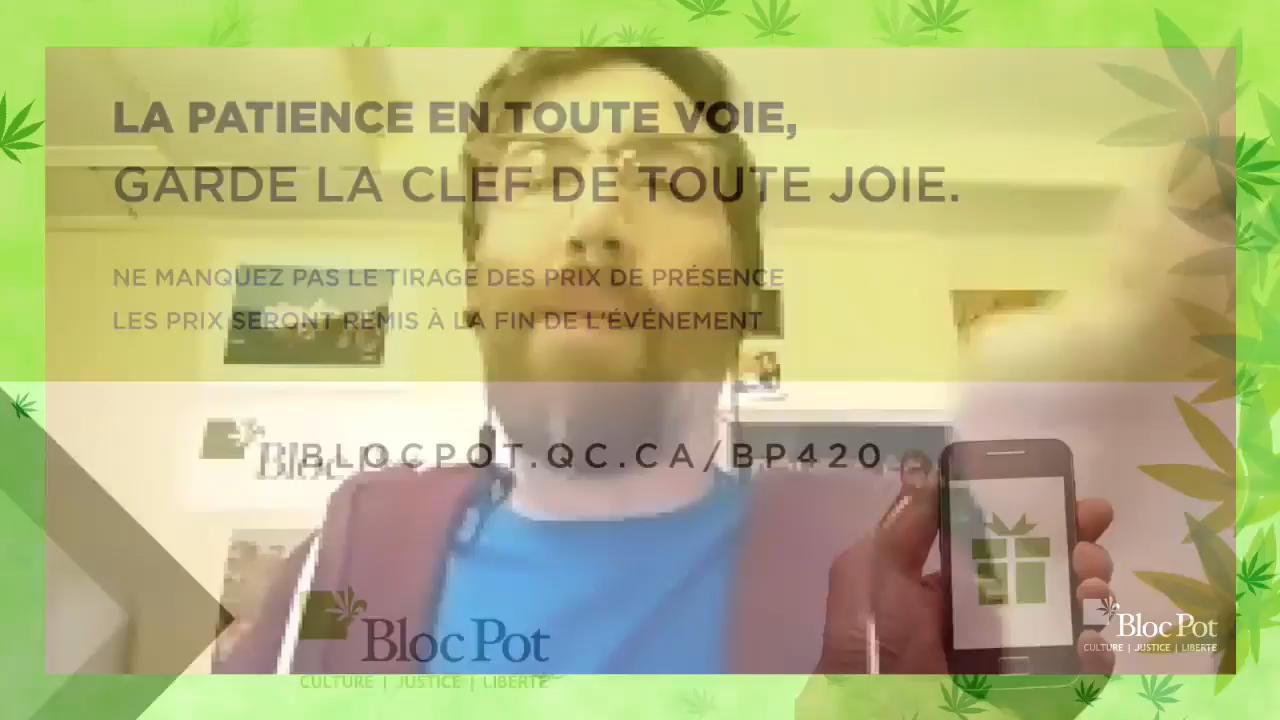 LA PATIENCE EN TOUTE VOIE,
GARDE LA CLEF DE TOUTE JOIE.
NE MANQUEZ PAS LE TIRAGE DES PRIX DE PRÉSENCE
LES PRIX SERONT REMIS À LA FIN DE L'ÉVÉNEMENT
Bloc
BLOCPOT.QC.CA/BP420
Bloc Pot
CULTURE | JUSTICE | LIBERTÉ
Bloc Pot
CULTURE | JUSTICE | LIBERTÉ